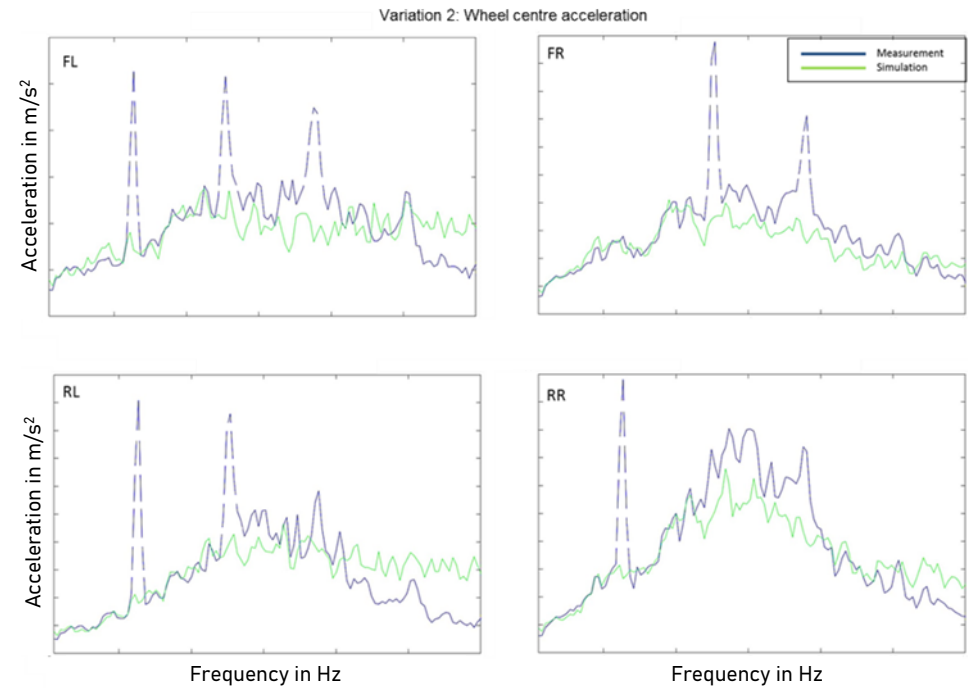 Variation 2: Wheel centre acceleration
FL
FR
Measurement
Simulation
Acceleration in m/s²
RL
RR
Acceleration in m/s²
Frequency in Hz
Frequency in Hz